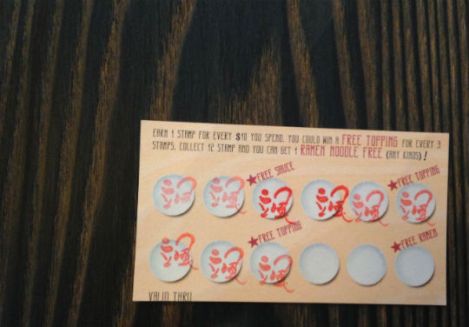 EARN 1 STAMP FOR EVERY $10 YOU SPEND. YOU COULD WIN A FREE TOPPING FOR EVERY 3
STAMPS. COLLECT 12 STAMP AND YOU CAN GET 1 RAMEN NOODLE FREE (ANY KINDS)!
FREE SAUCE
FREE TOPPING
FREE TOPPING
FREE RAMEN
VALID THRU